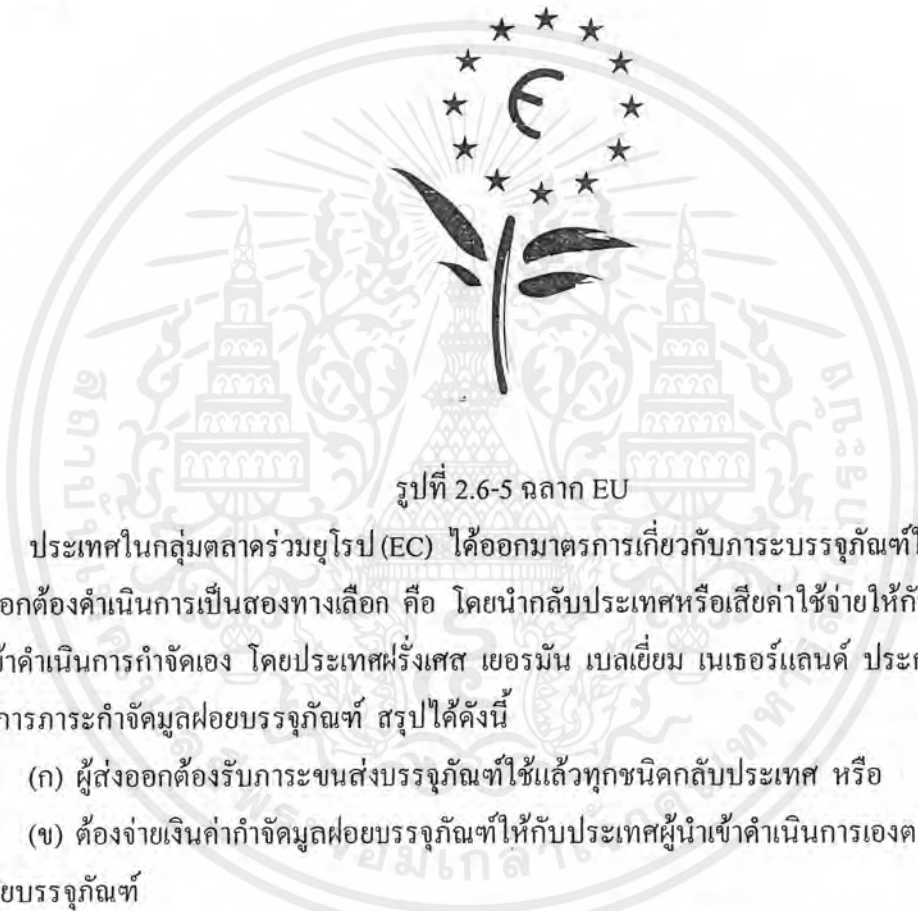 รูปที่ 2.6-5 ฉลาก EU
ประเทศในกลุ่มตลาดร่วมยุโรป (EC) ได้ออกมาตรการเกี่ยวกับภาระบรรจุภัณฑ์
ออกต้องดำเนินการเป็นสองทางเลือก คือ โดยนำกลับประเทศหรือเสียค่าใช้จ่ายให้
เข้าดำเนินการกำจัดเอง โดยประเทศฝรั่งเศส เยอรมัน เบลเยี่ยม เนเธอร์แลนด์
การภาระกำจัดมูลฝอยบรรจุภัณฑ์ สรุปได้ดังนี้
(ก) ผู้ส่งออกต้องรับภาระขนส่งบรรจุภัณฑ์ใช้แล้วทุกชนิดกลับประเทศ หรือ
(ข) ต้องจ่ายเงินค่ากำจัดมูลฝอยบรรจุภัณฑ์ให้กับประเทศผู้นำเข้าดำเนินการเอง
บรรจุภัณฑ์